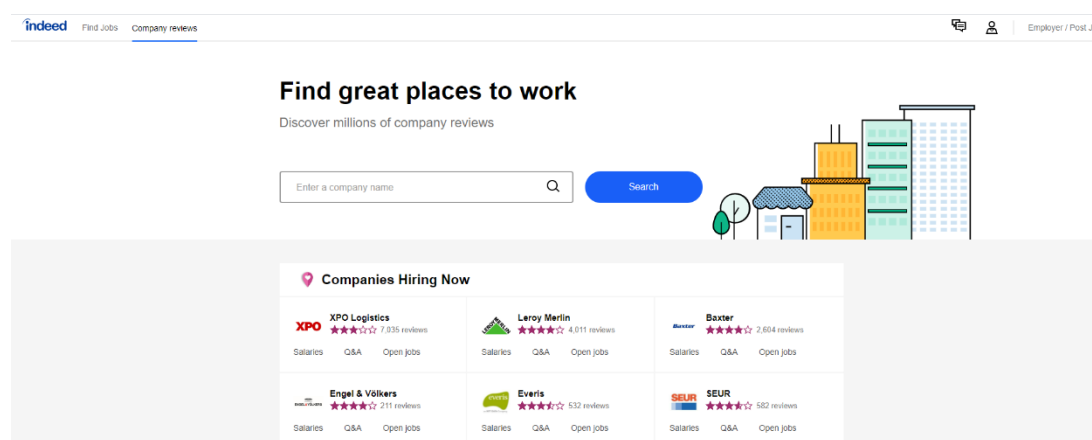 indeed Find Jobs Company reviews Employer / Post J
Find great places to work
Discover millions of company reviews
Enter a company name Search
Companies Hiring Now
XPO XPO Logistics 7,035 reviews
Salaries Q&A Open jobs
LEROY MERLIN Leroy Merlin 4,011 reviews
Salaries Q&A Open jobs
Baxter Baxter 2,604 reviews
Salaries Q&A Open jobs
Engel & Völkers 211 reviews
Salaries Q&A Open jobs
everis Everis 532 reviews
Salaries Q&A Open jobs
SEUR SEUR 582 reviews
Salaries Q&A Open jobs